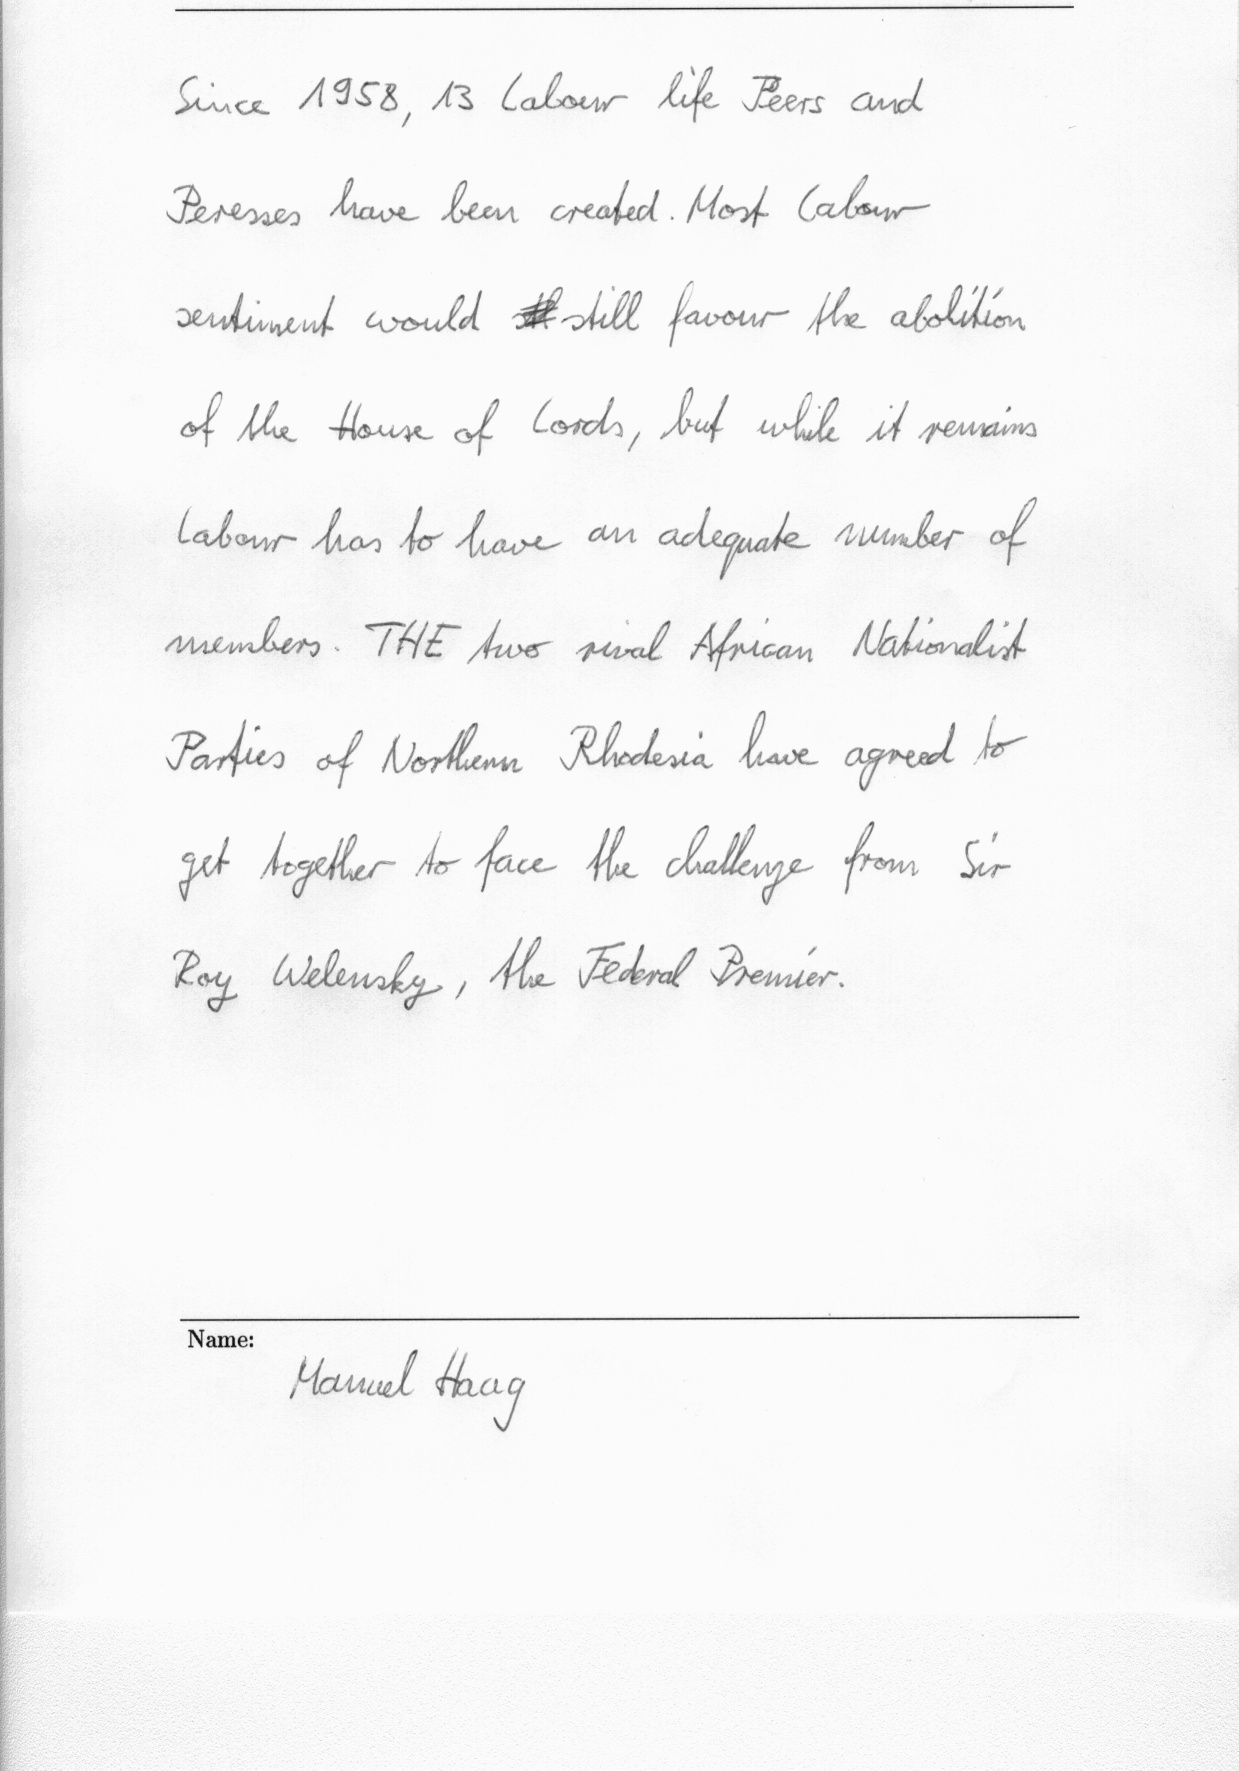 Since 1958, 13 Labour life Peers and
Peresses have been created. Most Labour
sentiment would still favour the abolition
of the House of Lords, but while it remains
Labour has to have an adequate number of
members. THE two rival African Nationalist
Parties of Northern Rhodesia have agreed to
get together to face the challenge from Sir
Roy Welensky, the Federal Premier.
Name:
Manuel Haag